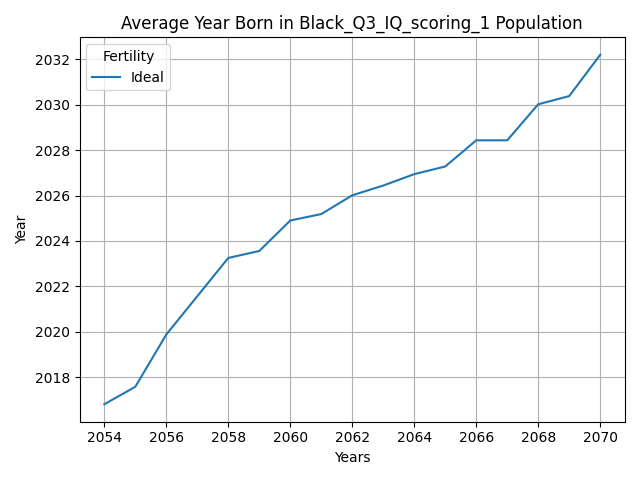 Average Year Born in Black_Q3_IQ_scoring_1 Population
Fertility
Ideal
Year
2032
2030
2028
2026
2024
2022
2020
2018
2054 2056 2058 2060 2062 2064 2066 2068 2070
Years